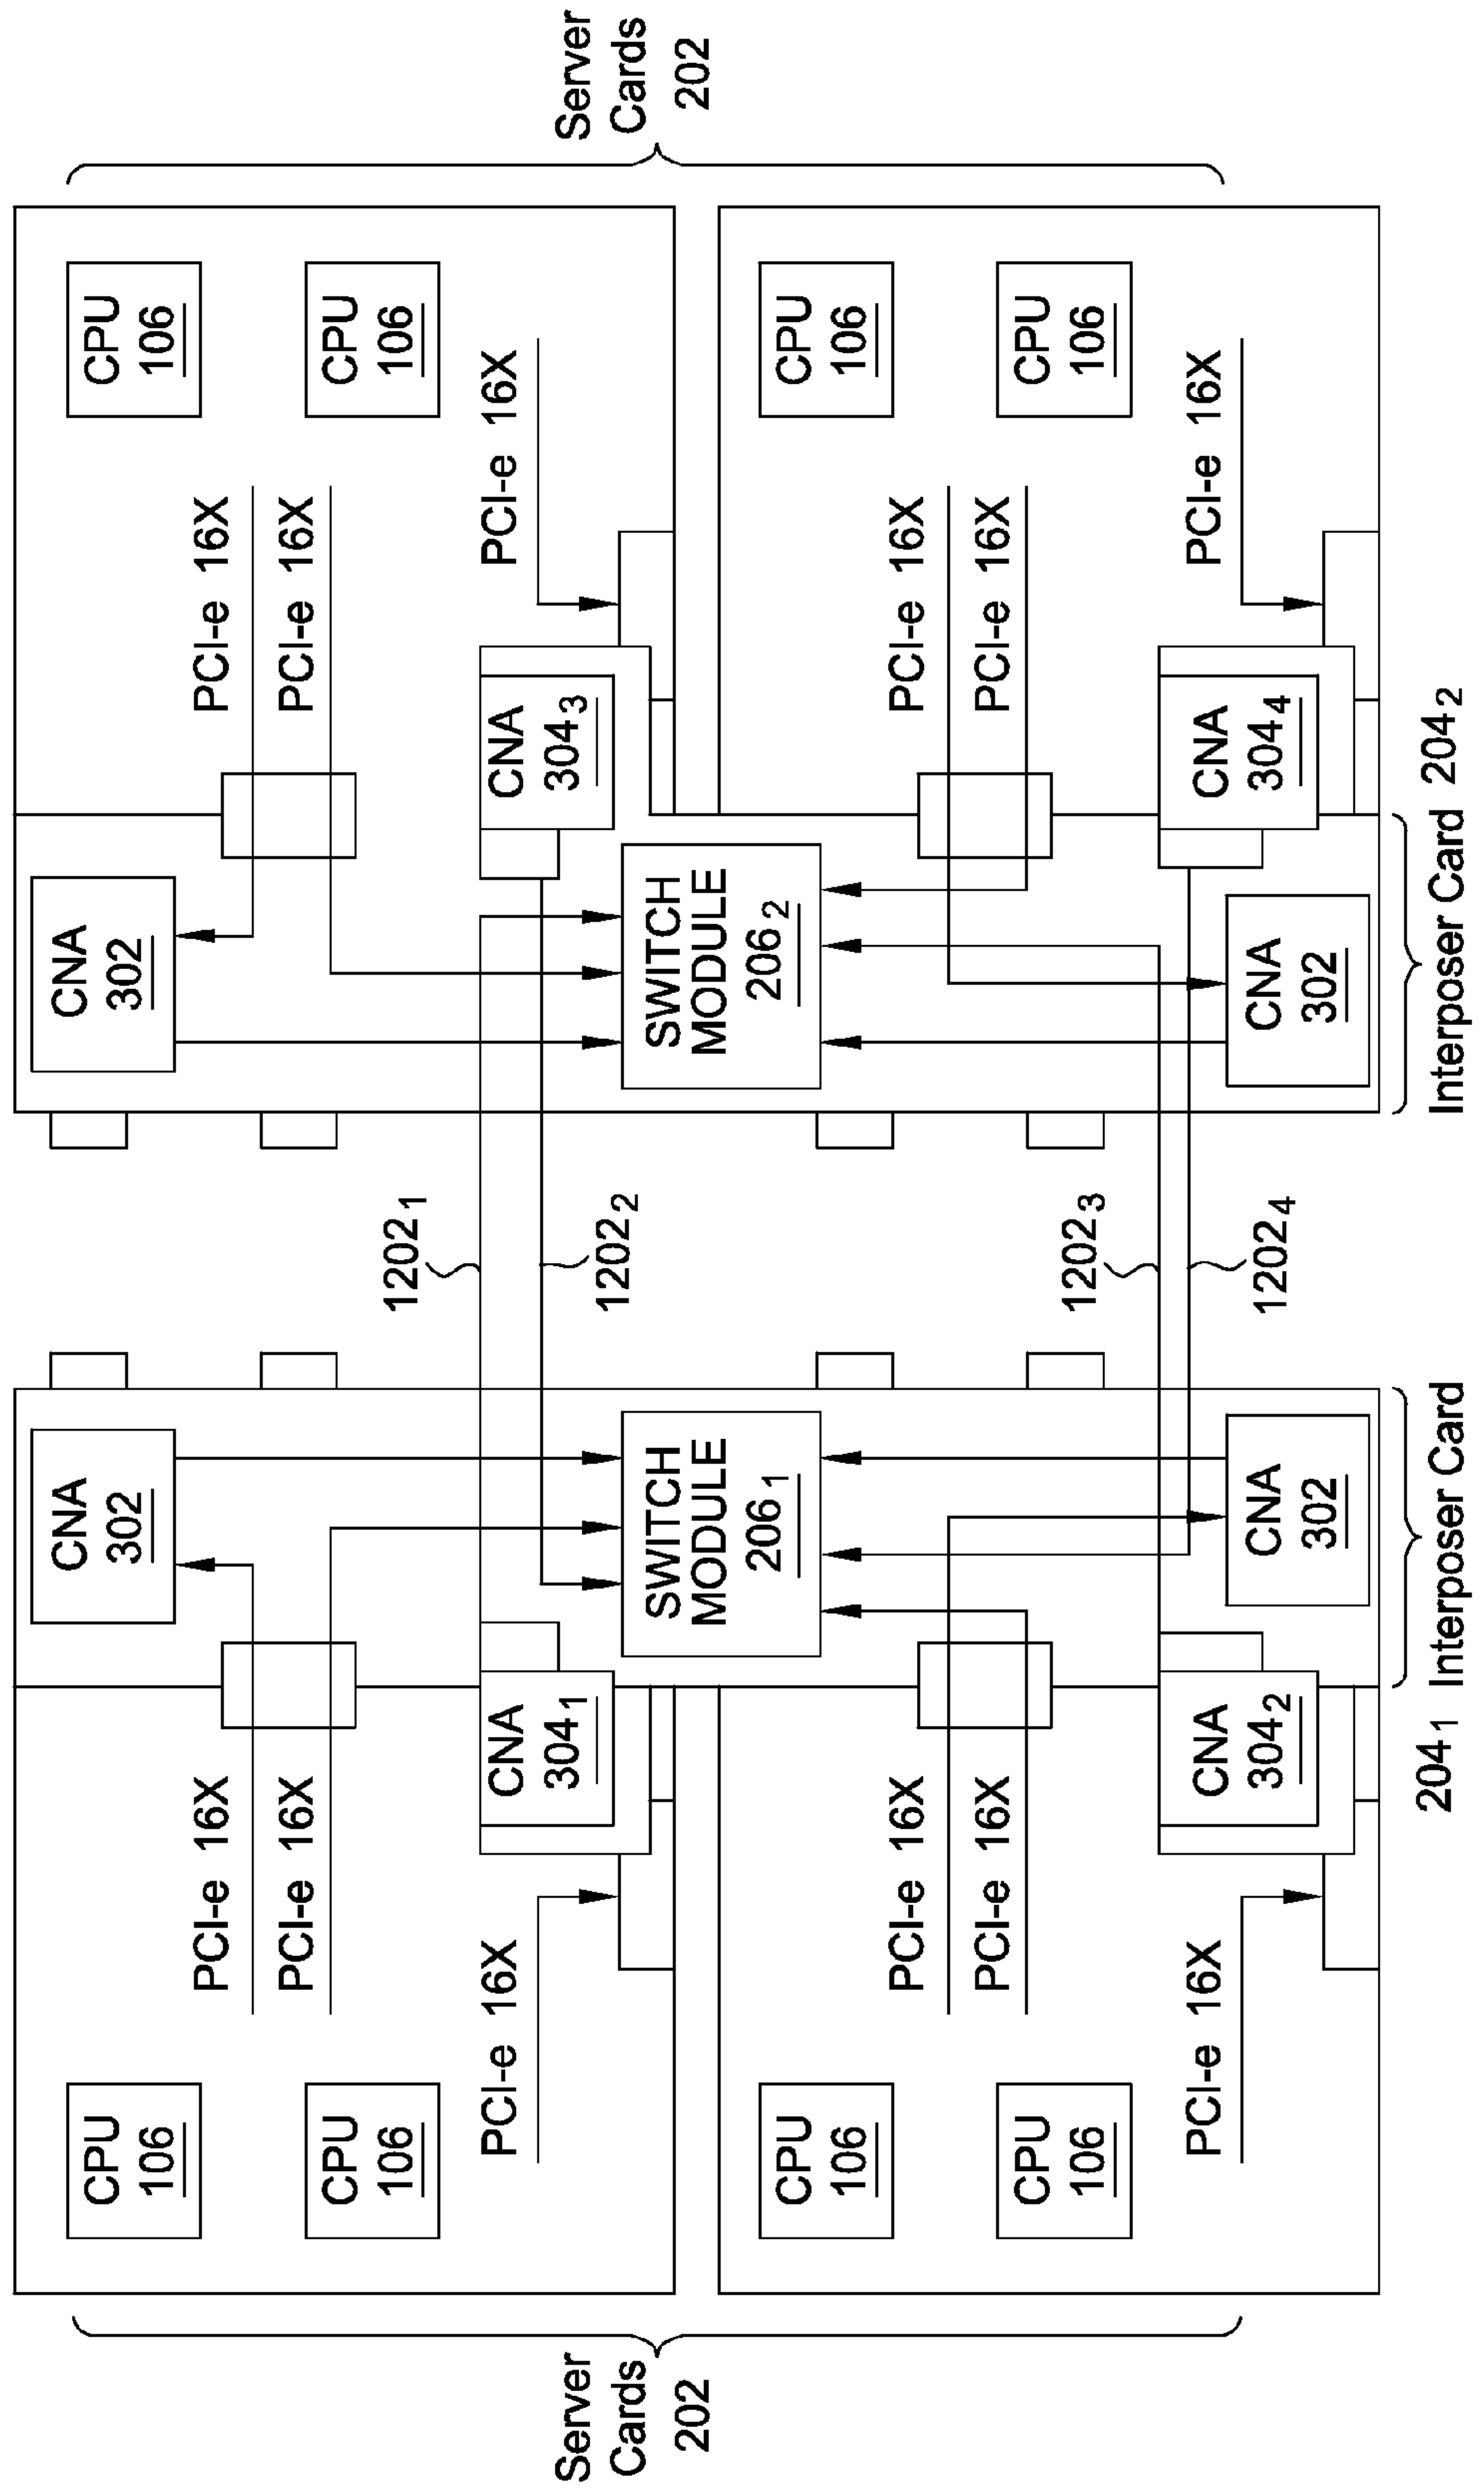 Server
Cards
202
CPU
106
CPU
106
PCI-e 16X
PCI-e 16X
PCI-e 16X
CNA
304₁
CNA
302
SWITCH
MODULE
206₁
1202₁
1202₂
CNA
302
SWITCH
MODULE
206₂
CNA
304₃
PCI-e 16X
PCI-e 16X
PCI-e 16X
CPU
106
CPU
106
Server
Cards
202
CPU
106
CPU
106
PCI-e 16X
PCI-e 16X
PCI-e 16X
CNA
304₂
CNA
302
1202₃
1202₄
CNA
302
CNA
304₄
PCI-e 16X
PCI-e 16X
PCI-e 16X
CPU
106
CPU
106
204₁ Interposer Card
Interposer Card 204₂